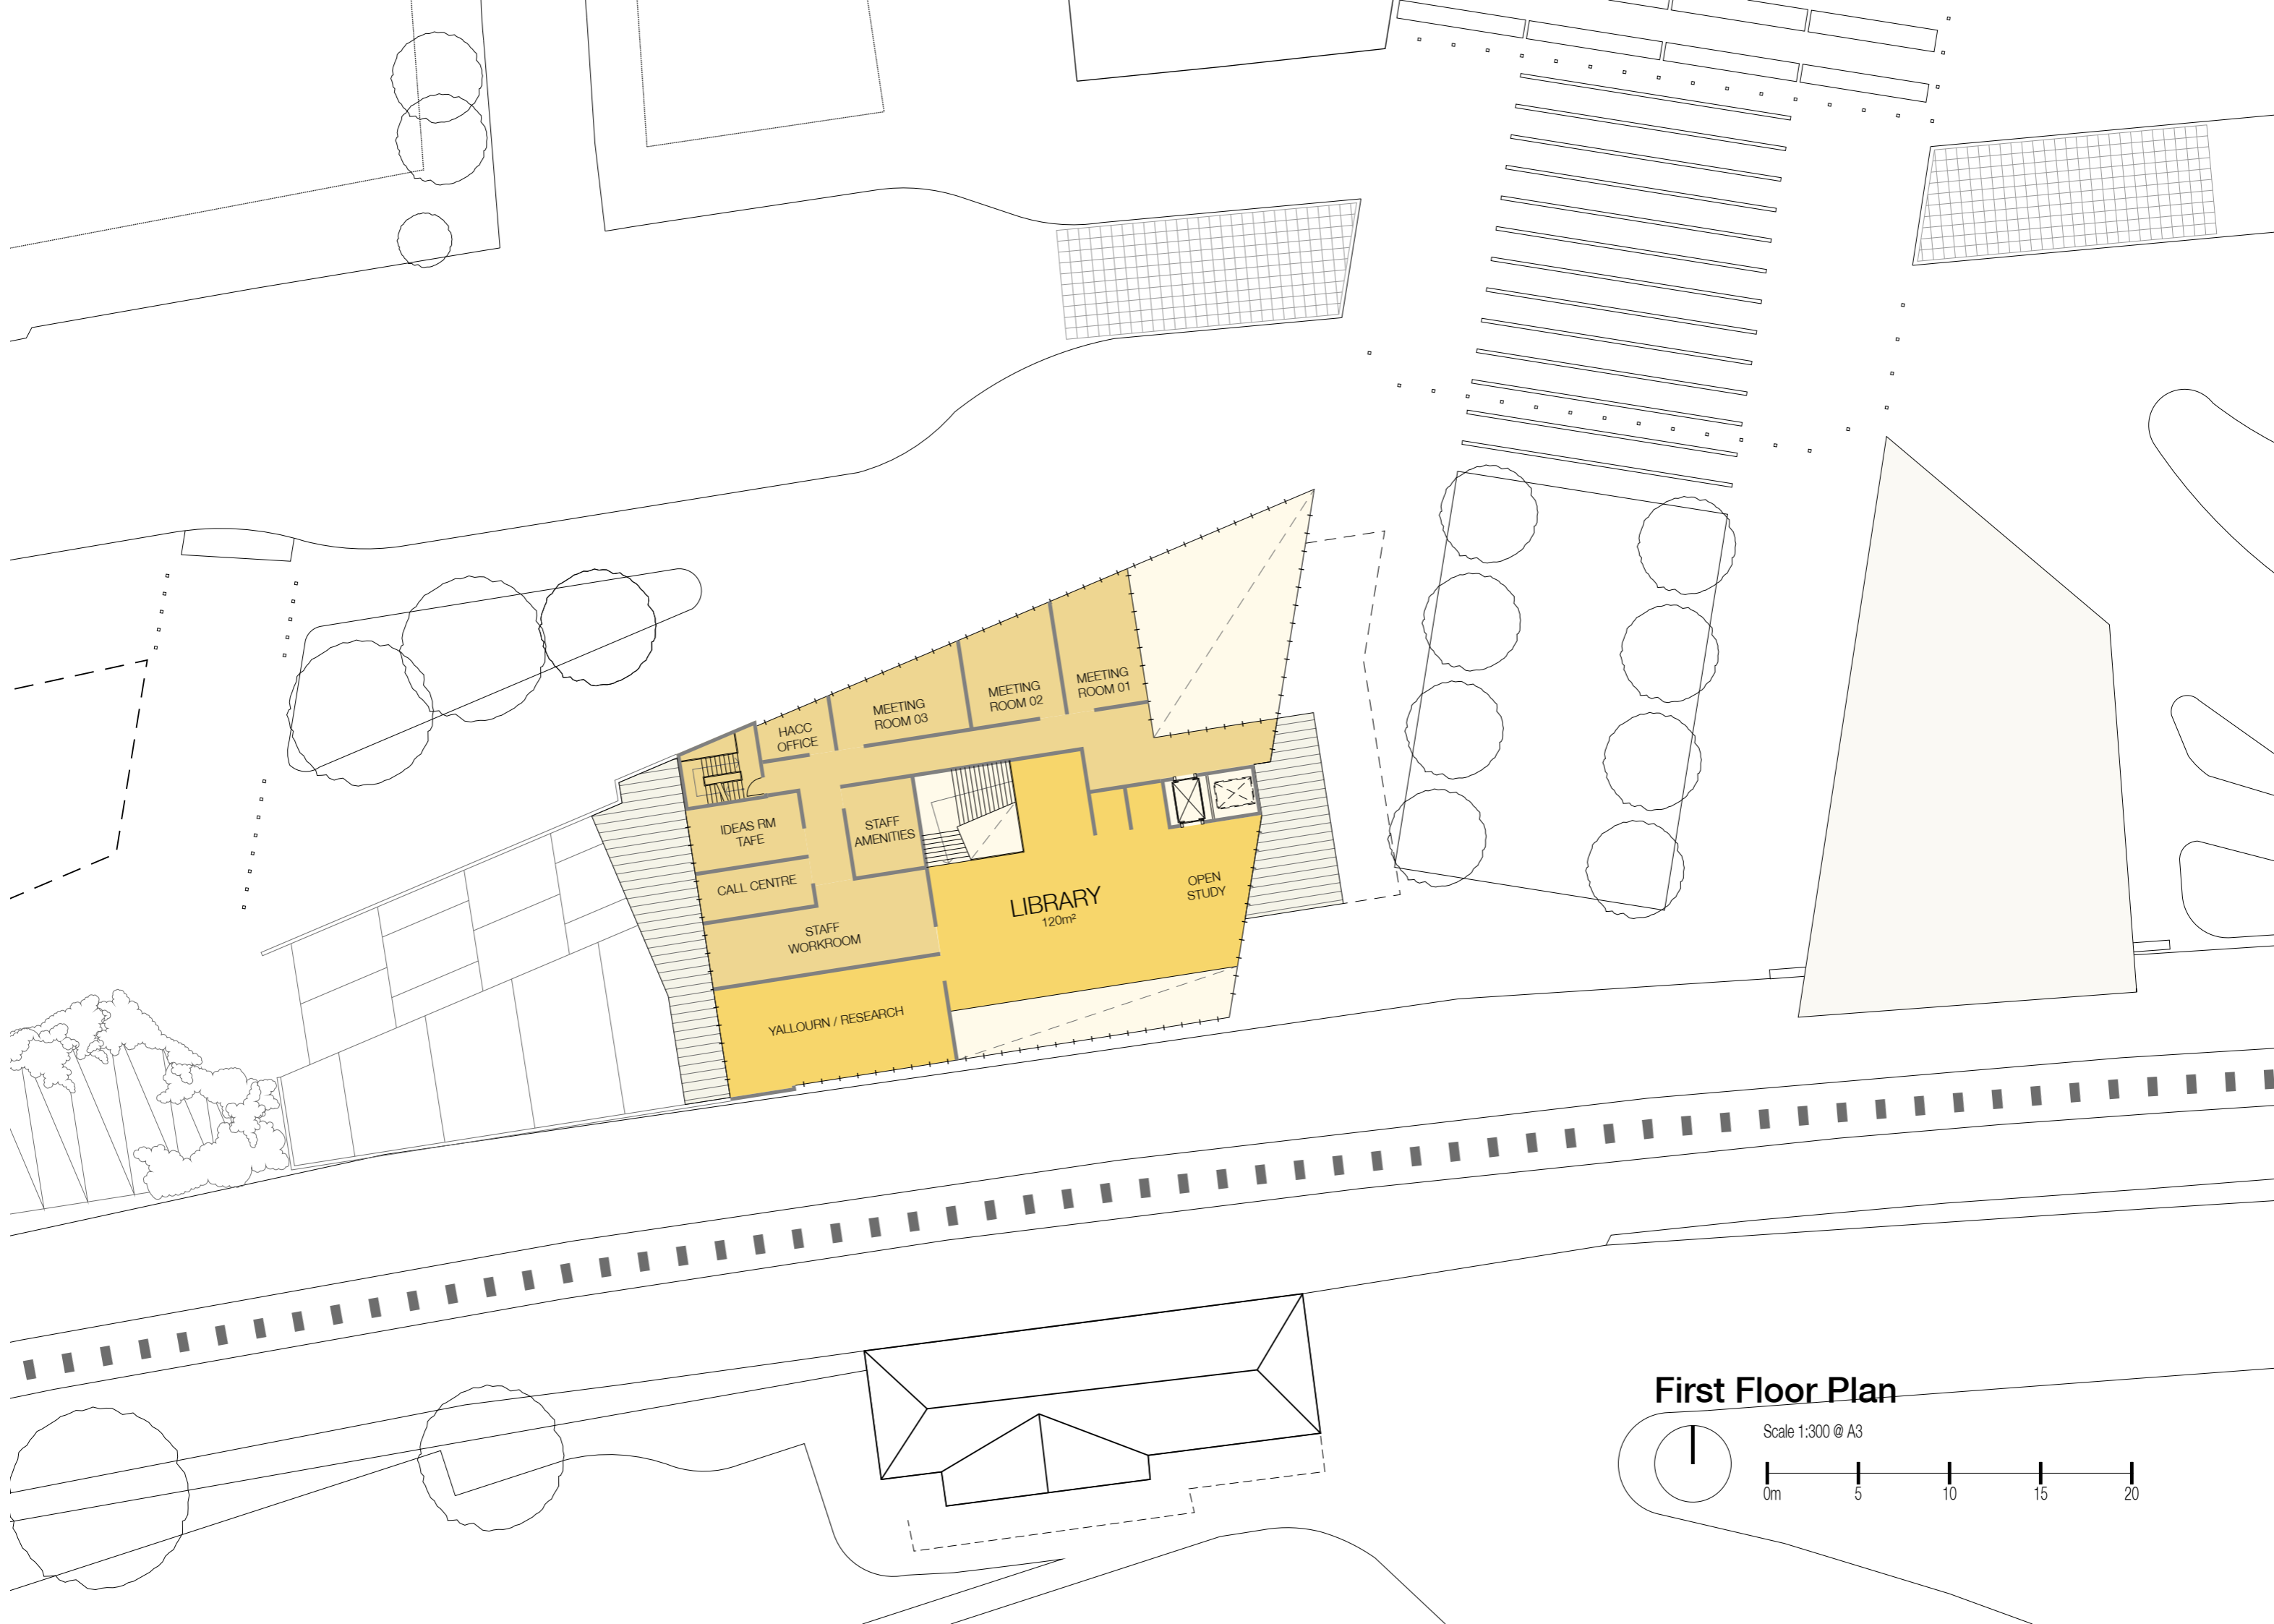 MEETING
ROOM 01
MEETING
ROOM 02
MEETING
ROOM 03
HACC
OFFICE
IDEAS RM
TAFE
STAFF
AMENITIES
CALL CENTRE
OPEN
STUDY
LIBRARY
120m²
STAFF
WORKROOM
YALLOURN / RESEARCH
First Floor Plan
Scale 1:300 @ A3
0m 5 10 15 20